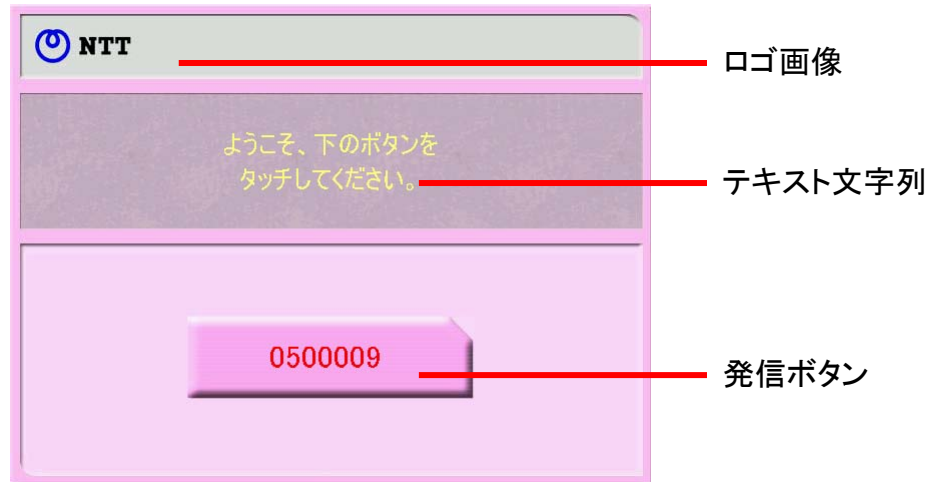 NTT
ロゴ画像
ようこそ、下のボタンを
タッチしてください。
テキスト文字列
0500009
発信ボタン